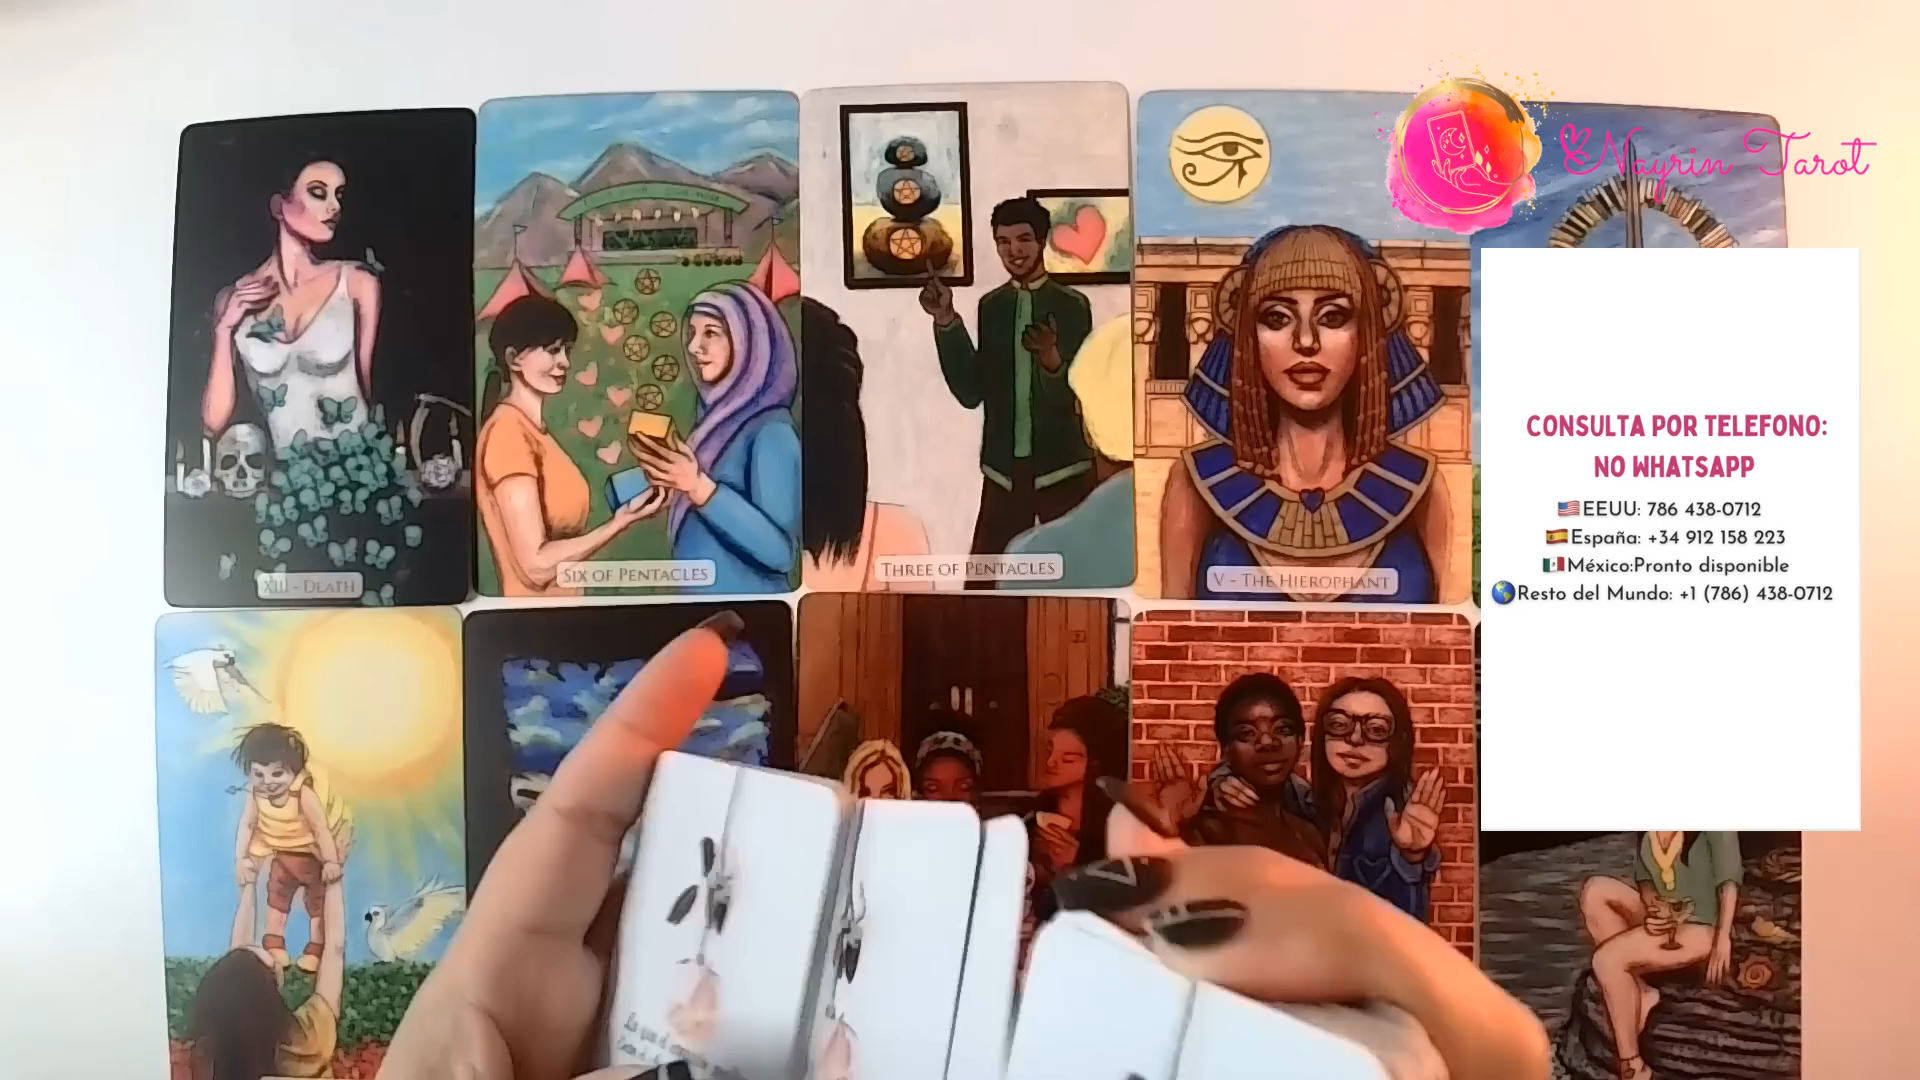 Nayrin Tarot
CONSULTA POR TELEFONO:
NO WHATSAPP
EEUU: 786 438-0712
España: +34 912 158 223
México:Pronto disponible
Resto del Mundo: +1 (786) 438-0712
XIII - DEATH
SIX OF PENTACLES
THREE OF PENTACLES
V - THE HIEROPHANT